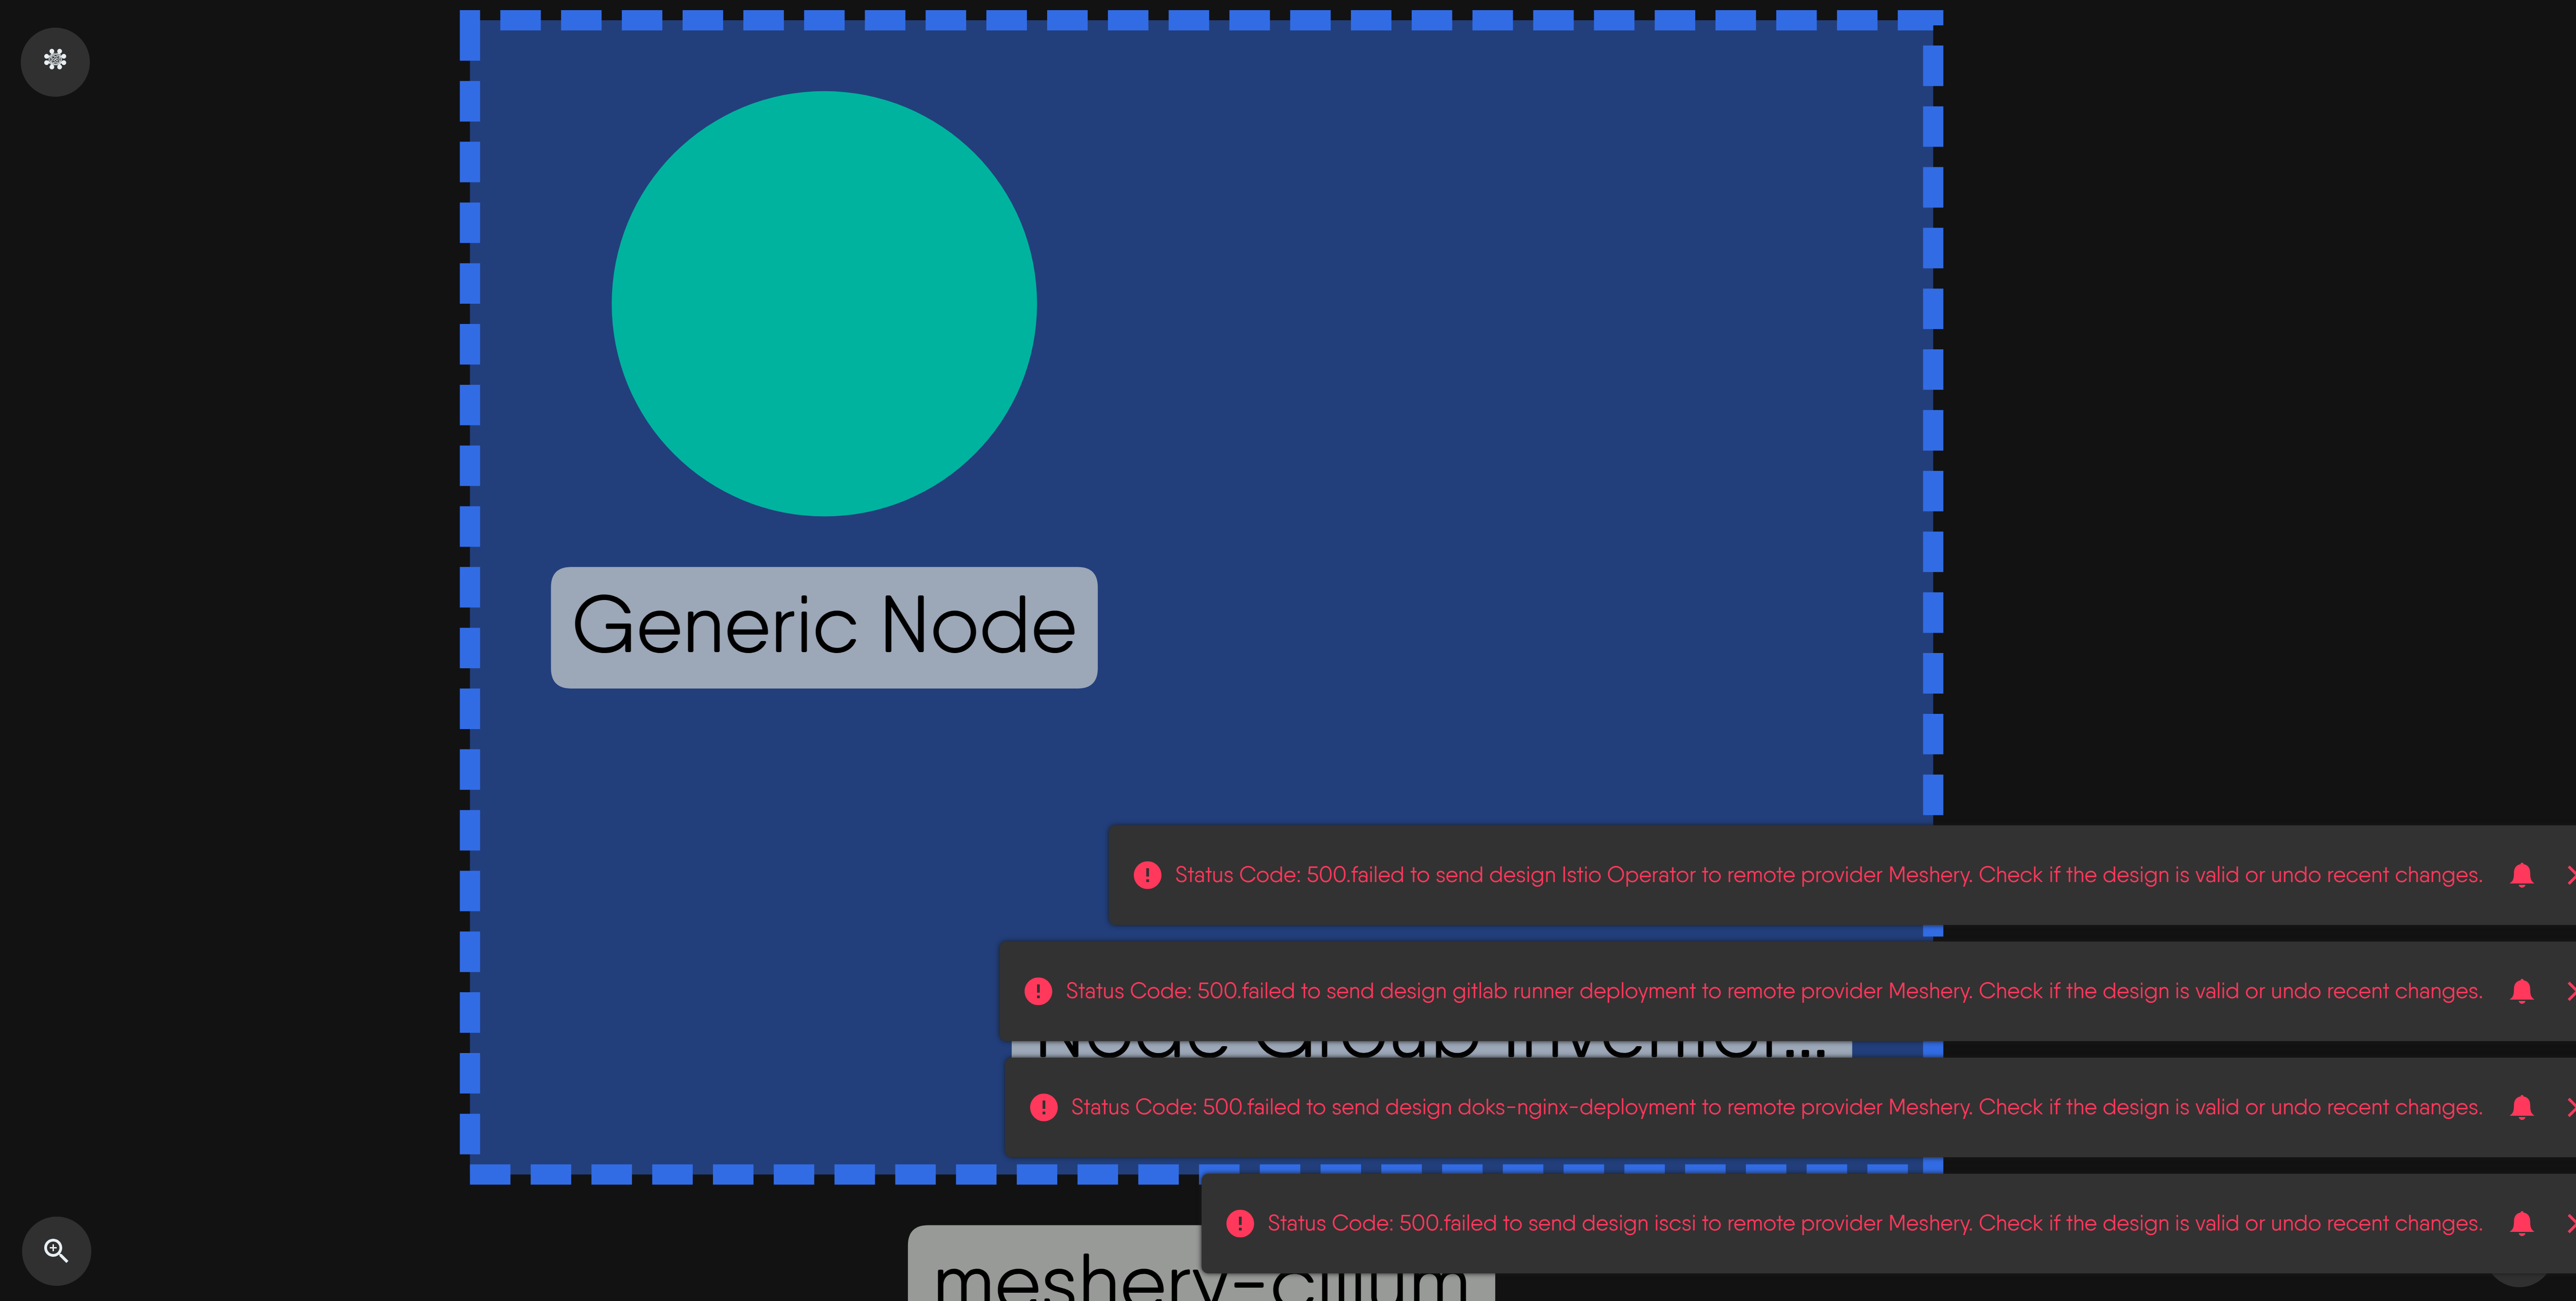 Generic Node
Status Code: 500.failed to send design Istio Operator to remote provider Meshery. Check if the design is valid or undo recent changes.
Status Code: 500.failed to send design gitlab runner deployment to remote provider Meshery. Check if the design is valid or undo recent changes.
Node Group Inventor...
Status Code: 500.failed to send design doks-nginx-deployment to remote provider Meshery. Check if the design is valid or undo recent changes.
Status Code: 500.failed to send design iscsi to remote provider Meshery. Check if the design is valid or undo recent changes.
meshery-cilium